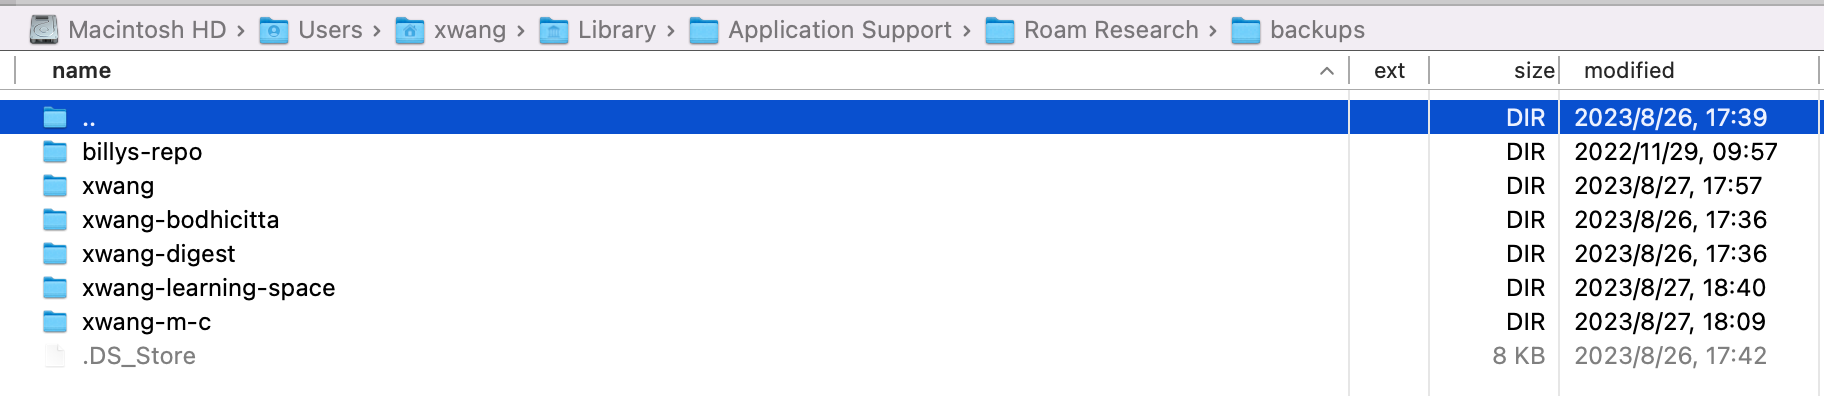 Macintosh HD › Users › xwang › Library › Application Support › Roam Research › backups
name ext size modified
.. DIR 2023/8/26, 17:39
billys-repo DIR 2022/11/29, 09:57
xwang DIR 2023/8/27, 17:57
xwang-bodhicitta DIR 2023/8/26, 17:36
xwang-digest DIR 2023/8/26, 17:36
xwang-learning-space DIR 2023/8/27, 18:40
xwang-m-c DIR 2023/8/27, 18:09
.DS_Store 8 KB 2023/8/26, 17:42